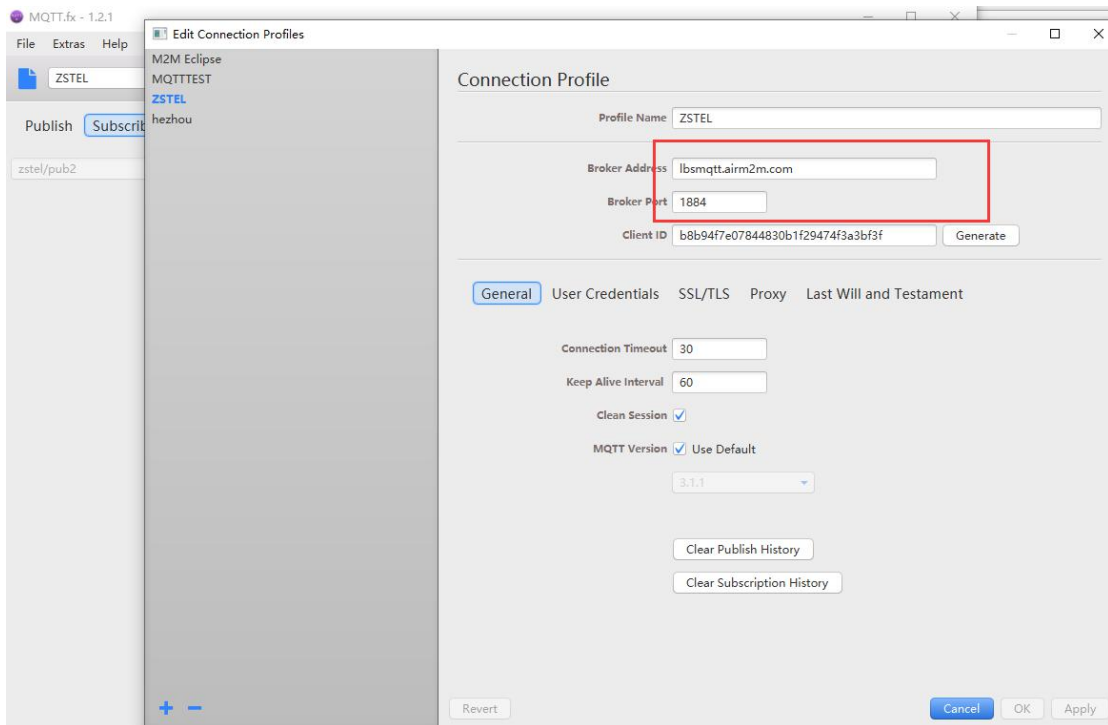 MQTT.fx - 1.2.1
File Extras Help
ZSTEL
Publish Subscrib
zstel/pub2
Edit Connection Profiles
M2M Eclipse
MQTTTEST
ZSTEL
hezhou
Connection Profile
Profile Name ZSTEL
Broker Address lbsmqtt.airm2m.com
Broker Port 1884
Client ID b8b94f7e07844830b1f29474f3a3bf3f Generate
General User Credentials SSL/TLS Proxy Last Will and Testament
Connection Timeout 30
Keep Alive Interval 60
Clean Session
MQTT Version Use Default
3.1.1
Clear Publish History
Clear Subscription History
Revert Cancel OK Apply